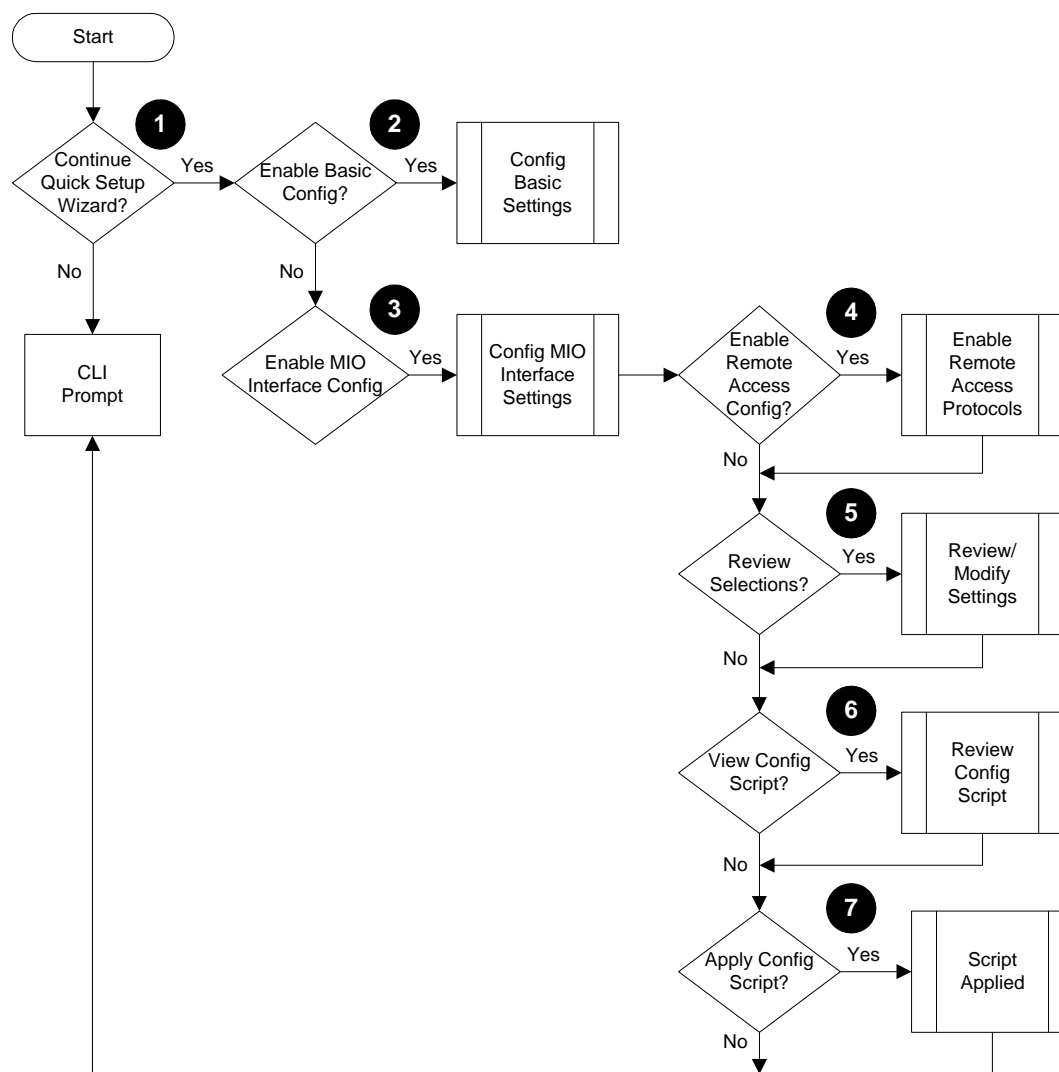 Start
1
Continue
Quick Setup
Wizard?
Yes
No
2
Enable Basic
Config?
Yes
No
Config
Basic
Settings
CLI
Prompt
3
Enable MIO
Interface Config
Yes
Config MIO
Interface
Settings
4
Enable
Remote
Access
Config?
Yes
No
Enable
Remote
Access
Protocols
5
Review
Selections?
Yes
No
Review/
Modify
Settings
6
View Config
Script?
Yes
No
Review
Config
Script
7
Apply Config
Script?
Yes
No
Script
Applied